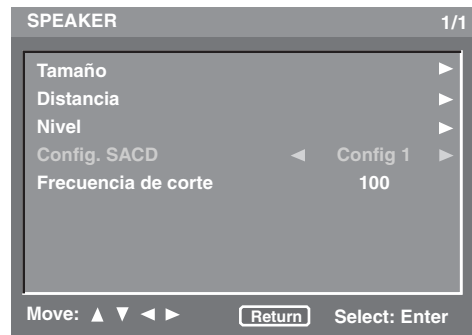 SPEAKER 1/1
Tamaño ▶
Distancia ▶
Nivel ▶
Config. SACD ◀ Config 1 ▶
Frecuencia de corte 100
Move: ▲ ▼ ◀ ▶ Return Select: Enter